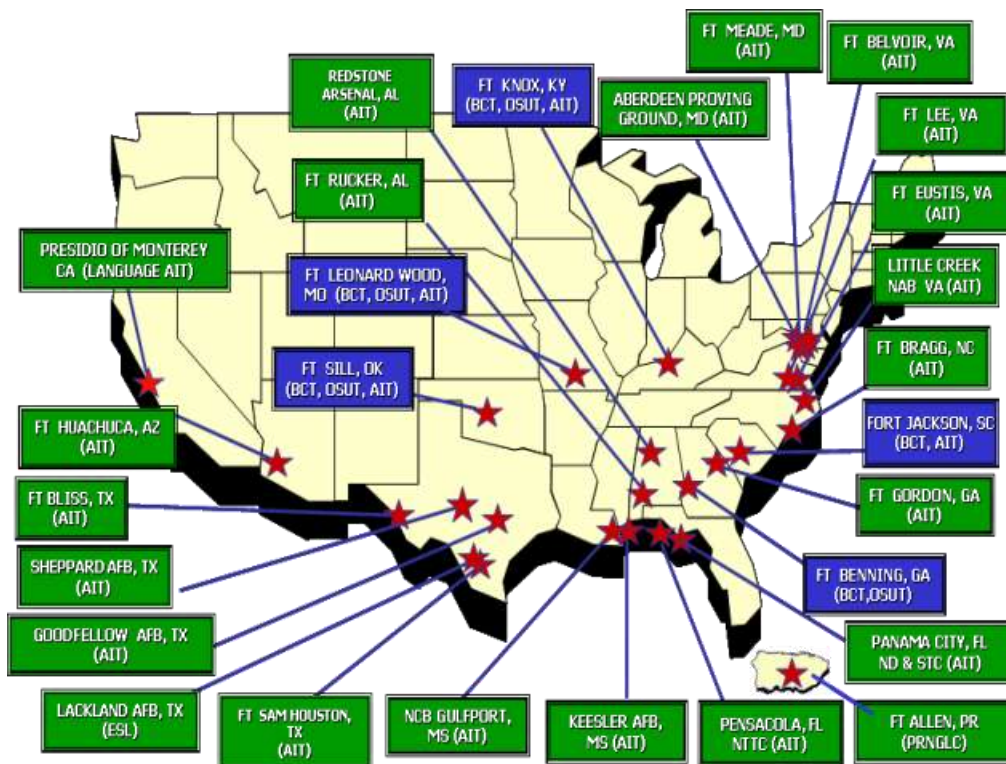 FT MEADE, MD
(AIT)
FT BELVOIR, VA
(AIT)
REDSTONE
ARSENAL, AL
(AIT)
FT KNOX, KY
(BCT, OSUT, AIT)
ABERDEEN PROVING
GROUND, MD (AIT)
FT LEE, VA
(AIT)
FT RUCKER, AL
(AIT)
FT EUSTIS, VA
(AIT)
PRESIDIO OF MONTEREY
CA (LANGUAGE AIT)
FT LEONARD WOOD,
MO (BCT, OSUT, AIT)
LITTLE CREEK
NAB VA (AIT)
FT SILL, OK
(BCT, OSUT, AIT)
FT BRAGG, NC
(AIT)
FT HUACHUCA, AZ
(AIT)
FORT JACKSON, SC
(BCT, AIT)
FT BLISS, TX
(AIT)
FT GORDON, GA
(AIT)
SHEPPARD AFB, TX
(AIT)
FT BENNING, GA
(BCT,OSUT)
GOODFELLOW AFB, TX
(AIT)
PANAMA CITY, FL
ND & STC (AIT)
LACKLAND AFB, TX
(ESL)
FT SAM HOUSTON,
TX
(AIT)
NCB GULFPORT,
MS (AIT)
KEESLER AFB,
MS (AIT)
PENSACOLA, FL
NTTC (AIT)
FT ALLEN, PR
(PRNGLC)